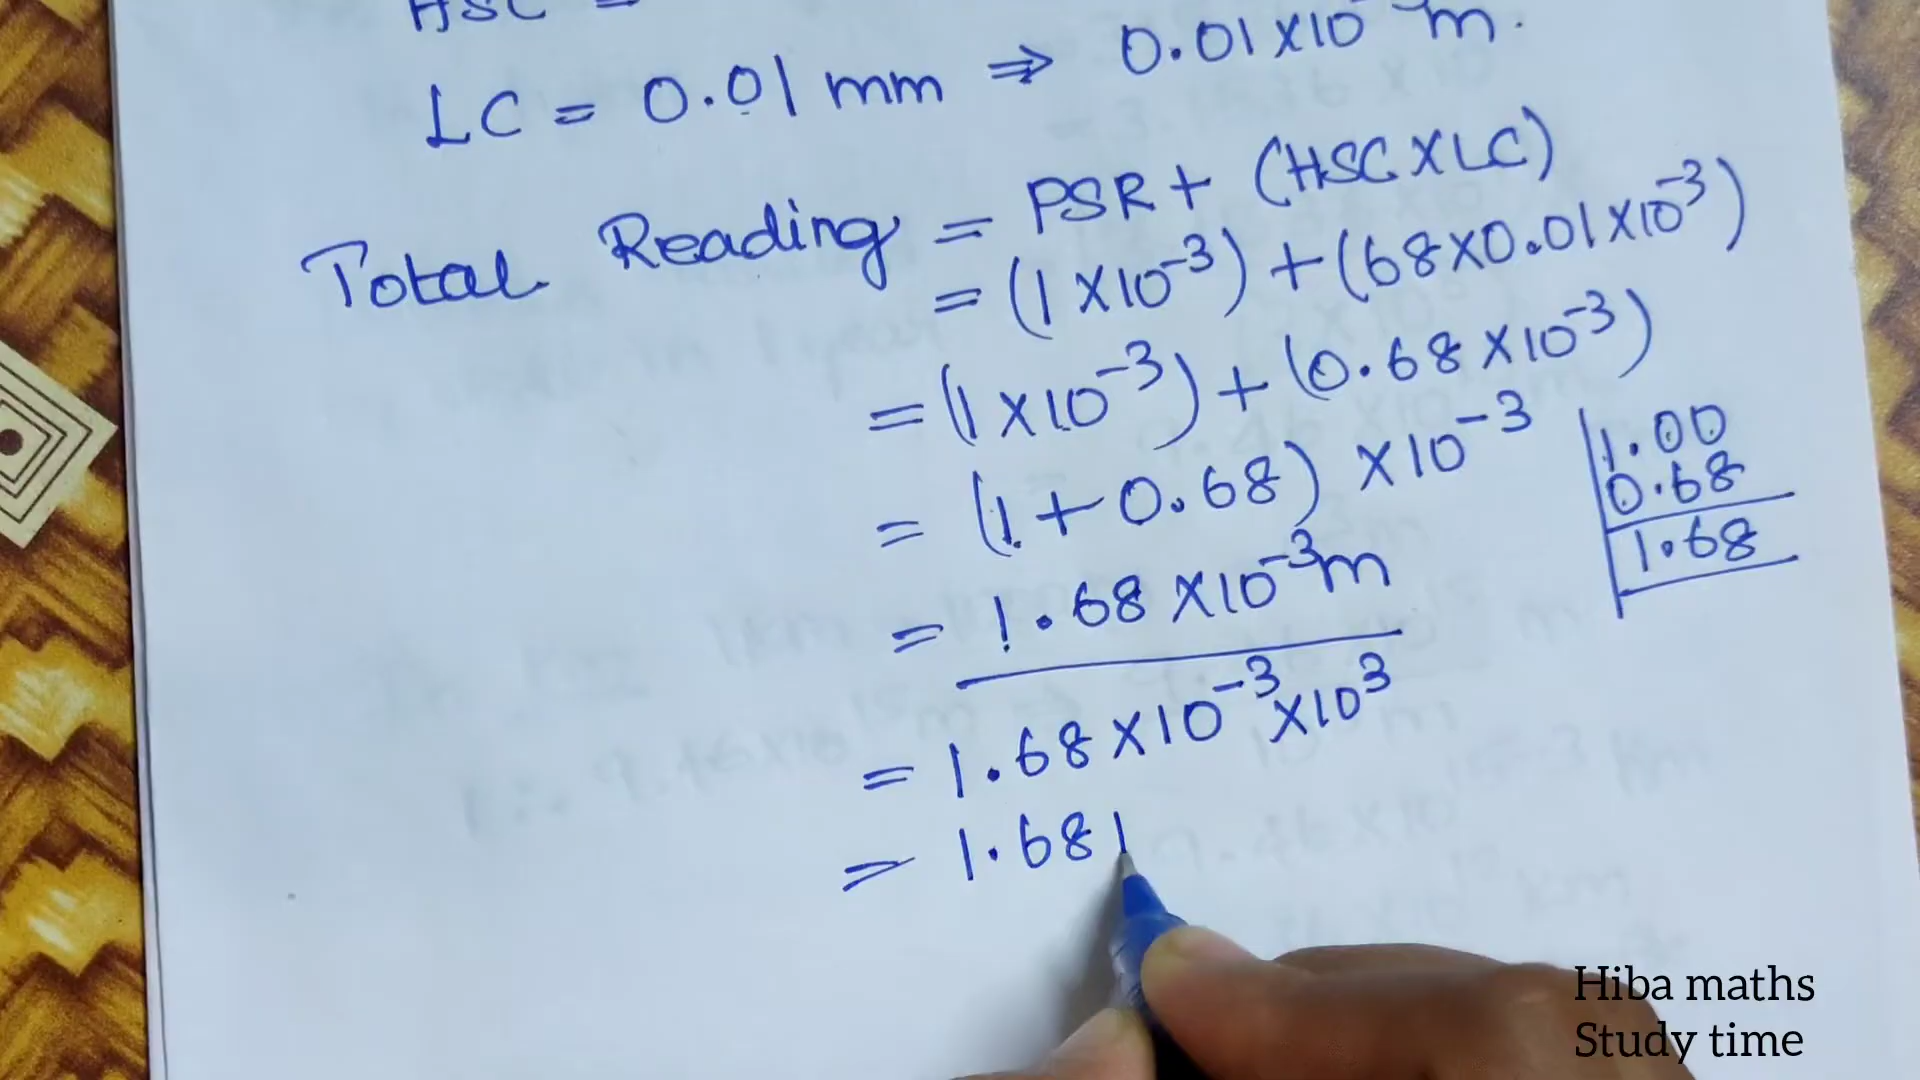 HSC =
LC = 0.01 mm ⇒ 0.01×10 m.
Total Reading = PSR + (HSC×LC)
= (1×10⁻³) + (68×0.01×10⁻³)
= (1×10⁻³) + (0.68×10⁻³)
= (1+0.68) ×10⁻³
1.00
0.68
1.68
= 1.68×10⁻³m
= 1.68×10⁻³×10³
= 1.68
Hiba maths
Study time